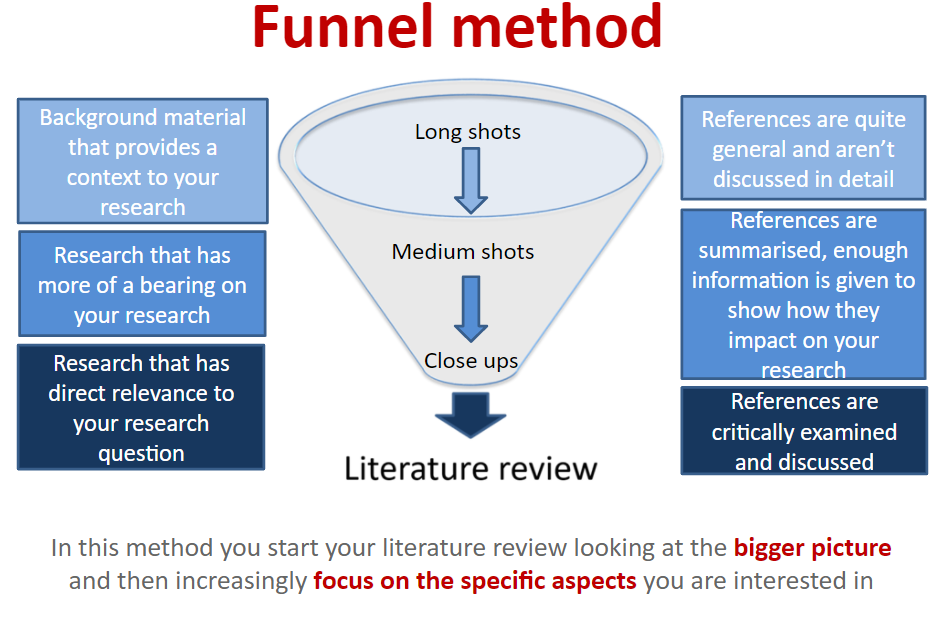 Funnel method
Background material
that provides a
context to your
research
Research that has
more of a bearing on
your research
Research that has
direct relevance to
your research
question
Long shots
Medium shots
Close ups
Literature review
References are quite
general and aren’t
discussed in detail
References are
summarised, enough
information is given to
show how they
impact on your
research
References are
critically examined
and discussed
In this method you start your literature review looking at the bigger picture
and then increasingly focus on the specific aspects you are interested in